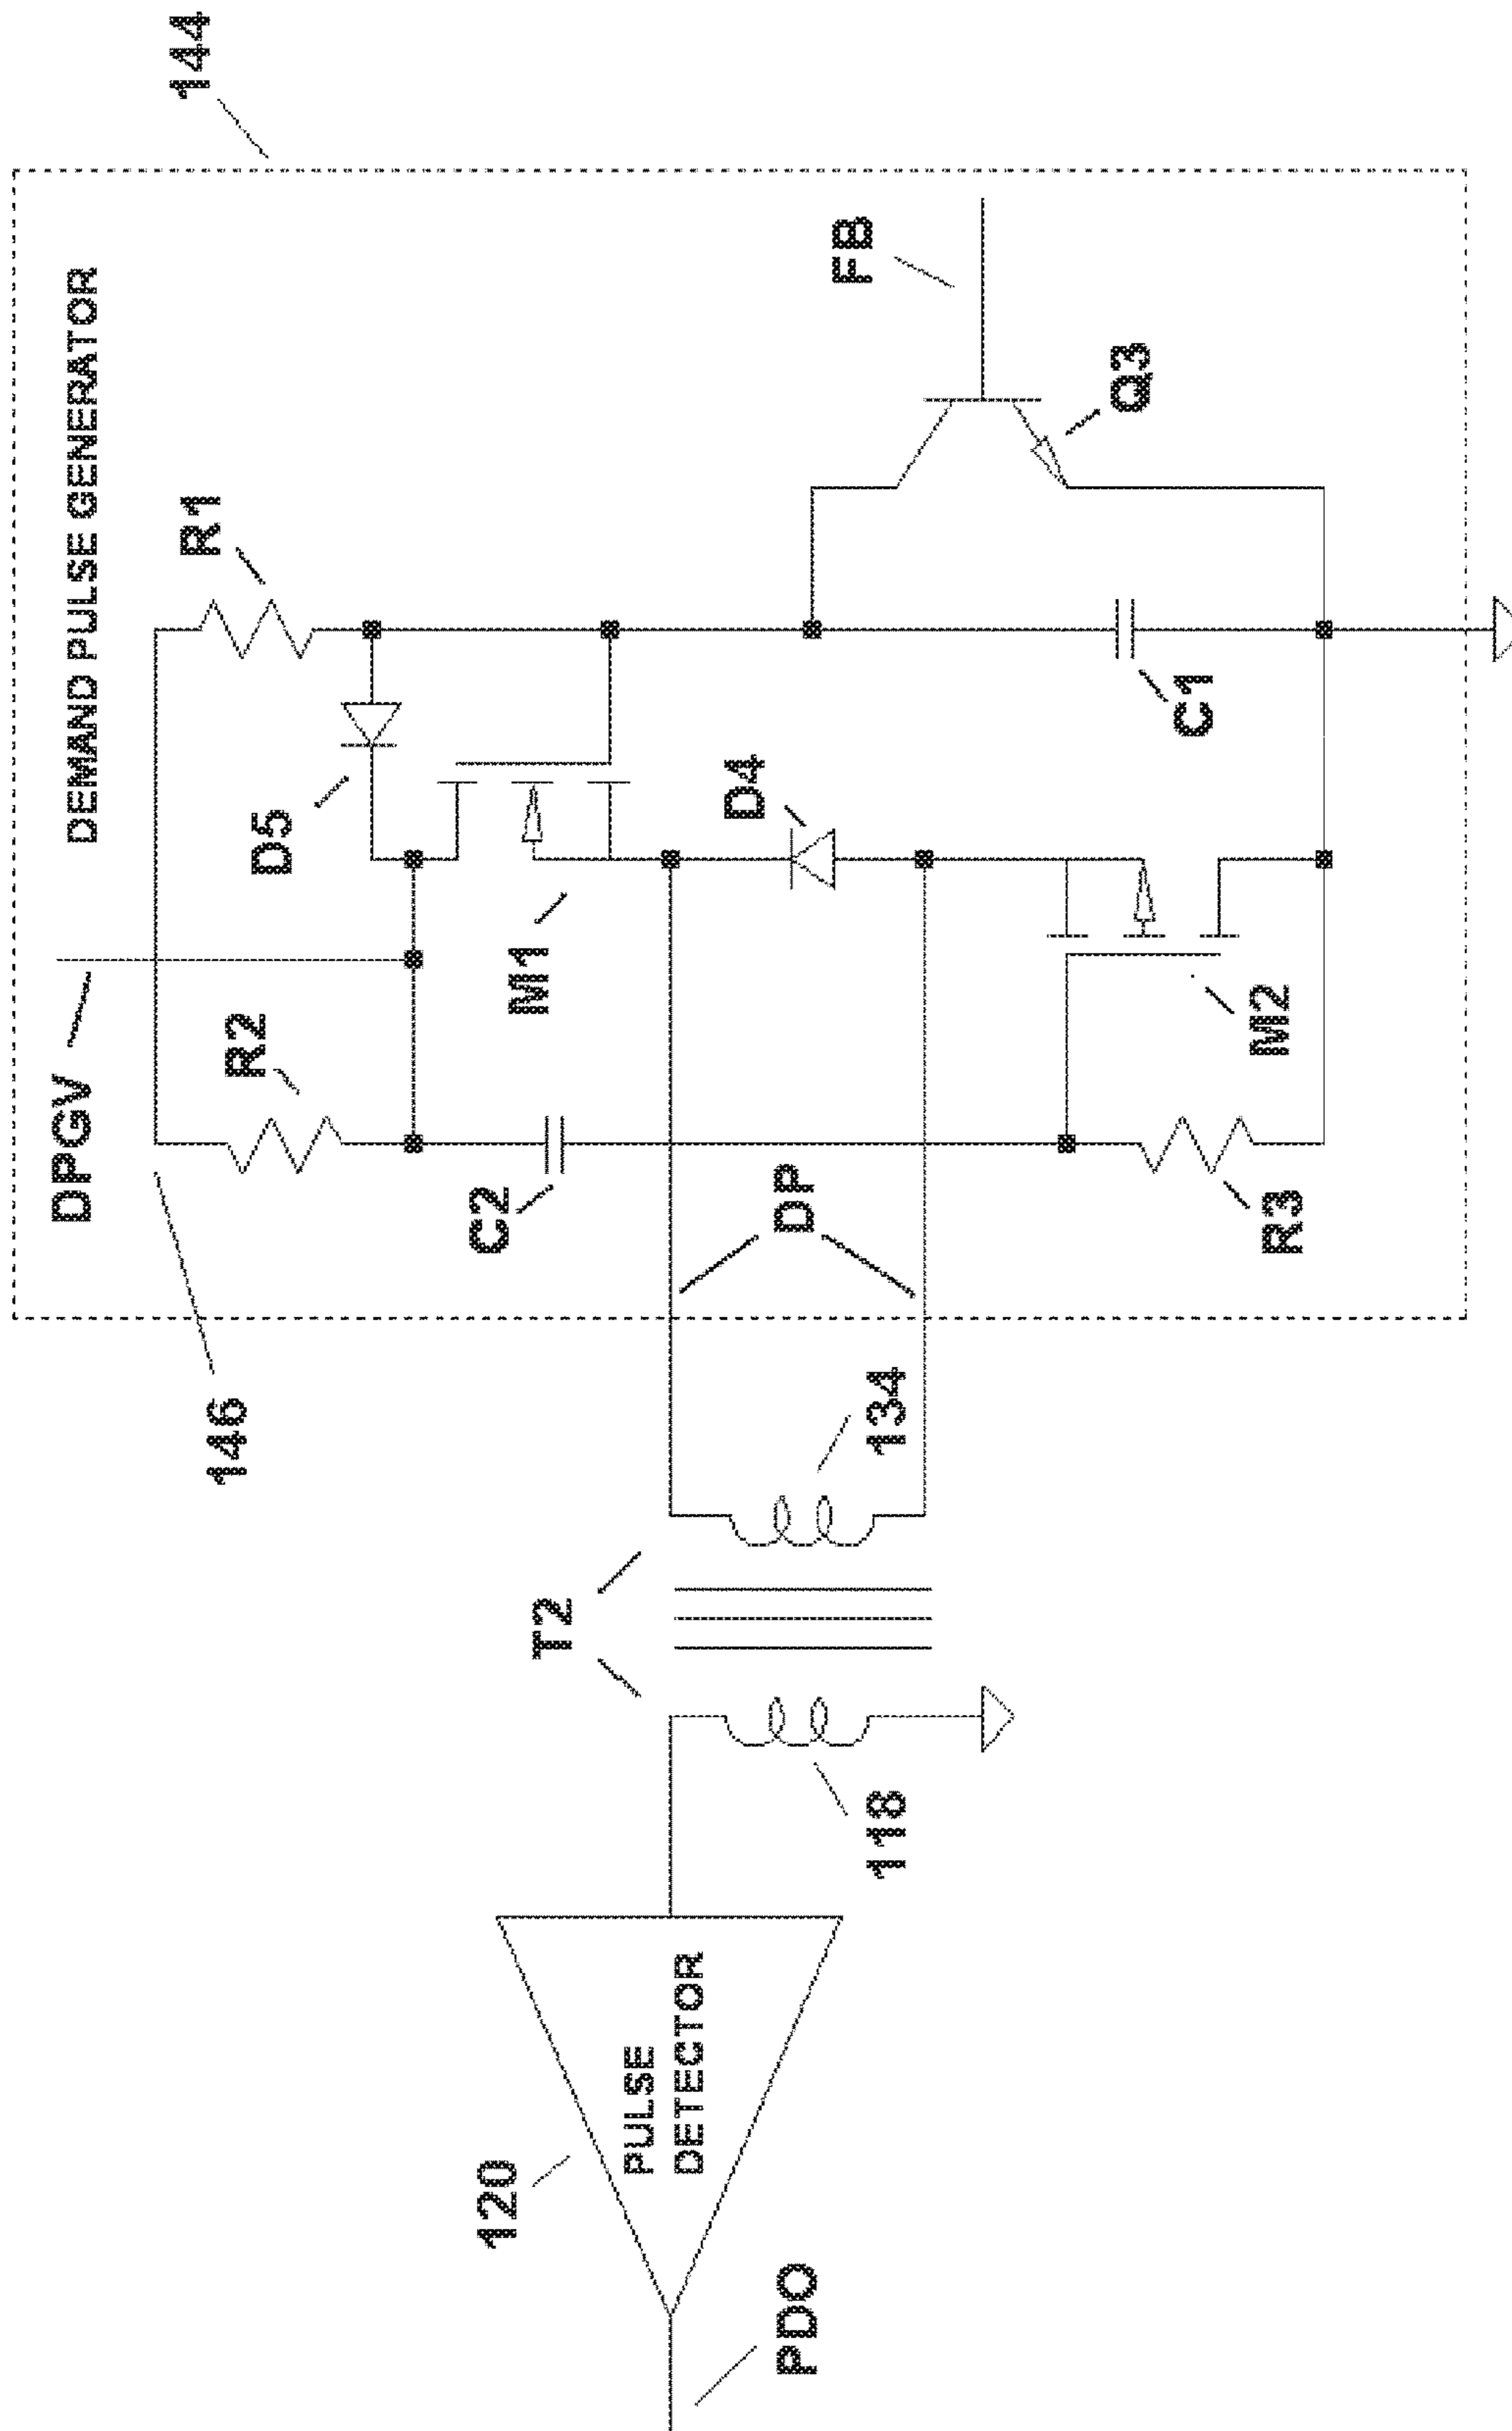 144
DEMAND PULSE GENERATOR
DPGV
R2
R1
D5
M1
C2
D4
DP
FB
Q3
C1
M2
R3
146
134
T2
118
120
PULSE
DETECTOR
PDO